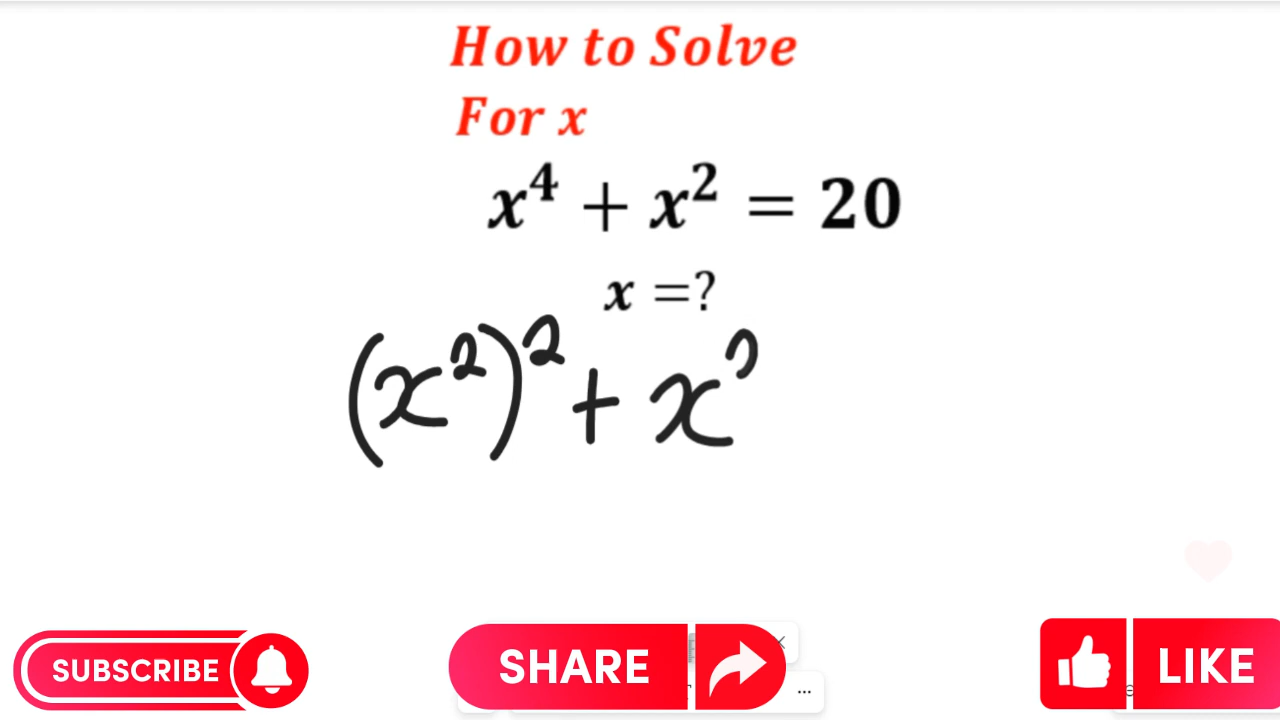 How to Solve
For x
x⁴ + x² = 20
x =?
(x²)² + x²
SUBSCRIBE
SHARE
LIKE